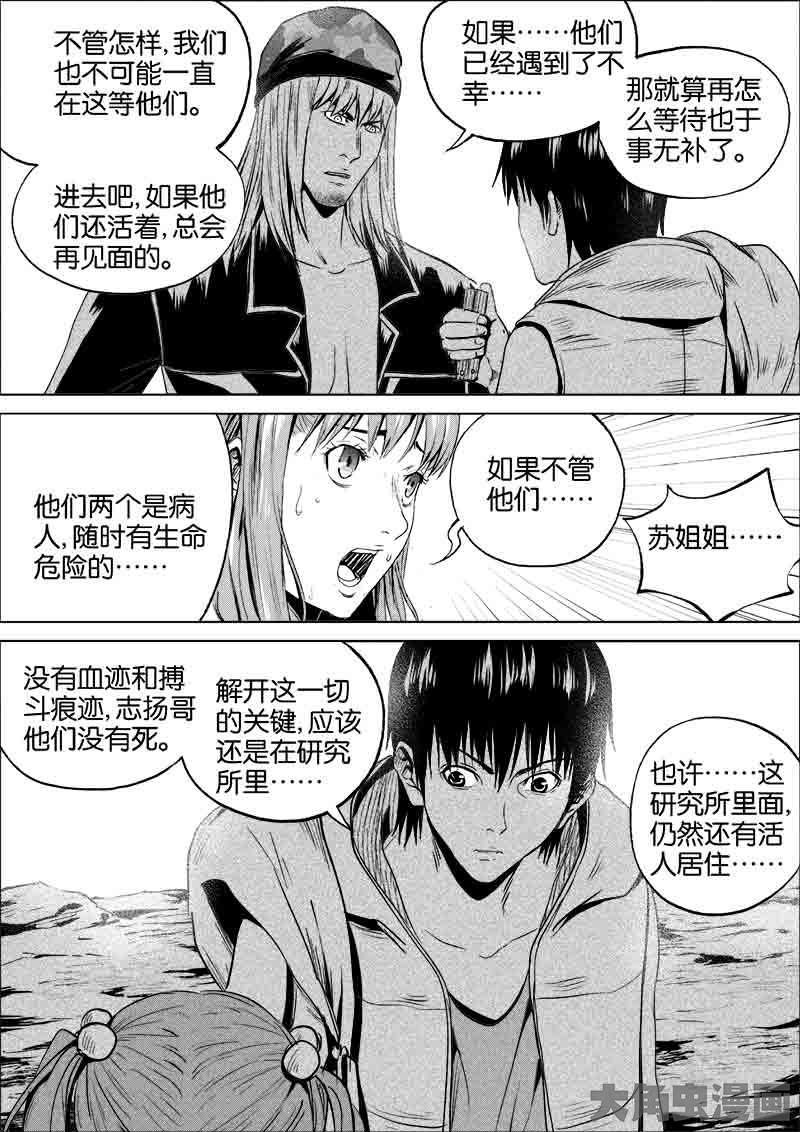 不管怎样,我们
也不可能一直
在这等他们。
进去吧,如果他
们还活着,总会
再见面的。
如果……他们
已经遇到了不
幸……
那就算再怎
么等待也于
事无补了。
他们两个是病
人,随时有生命
危险的……
如果不管
他们……
苏姐姐……
没有血迹和搏
斗痕迹,志扬哥
他们没有死。
解开这一切
的关键,应该
还是在研究
所里……
也许……这
研究所里面,
仍然还有活
人居住……
大角虫漫画